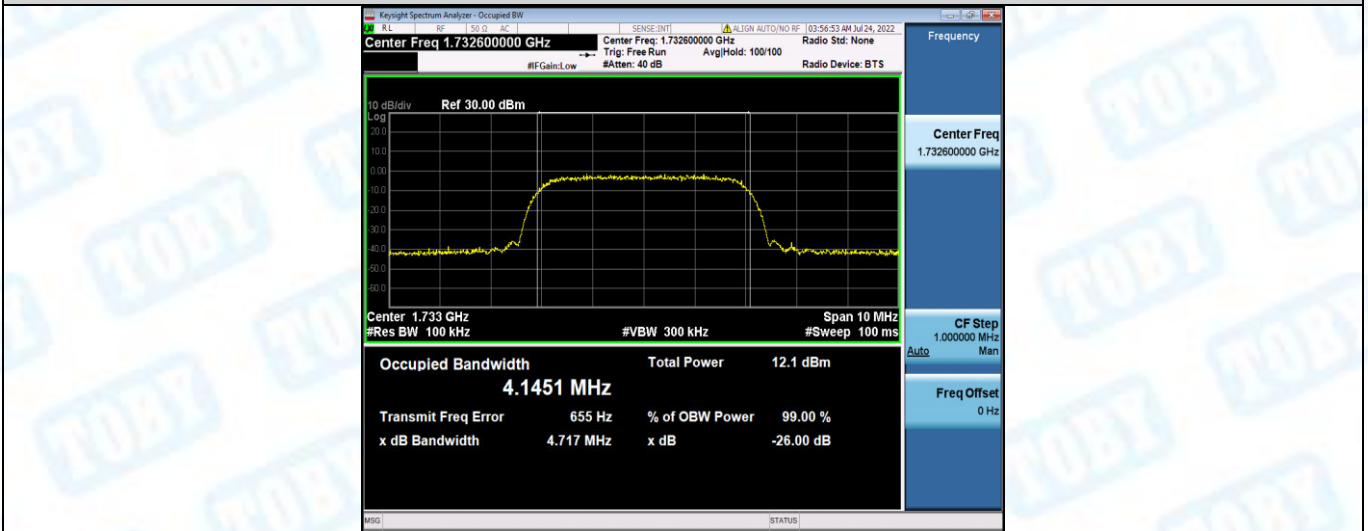 Keysight Spectrum Analyzer - Occupied BW
RL RF 50 Ω AC SENSE:INT ALIGN AUTO/NO RF 03:56:53 AM Jul 24, 2022
Center Freq 1.732600000 GHz
Center Freq: 1.732600000 GHz Radio Std: None
Trig: Free Run Avg|Hold: 100/100
#IFGain:Low #Atten: 40 dB Radio Device: BTS
Frequency
10 dB/div Ref 30.00 dBm
Log
20.0
10.0
0.00
-10.0
-20.0
-30.0
-40.0
-50.0
-60.0
Center 1.733 GHz Span 10 MHz
#Res BW 100 kHz #VBW 300 kHz #Sweep 100 ms
Center Freq
1.732600000 GHz
CF Step
1.000000 MHz
Auto Man
Freq Offset
0 Hz
Occupied Bandwidth Total Power 12.1 dBm
4.1451 MHz
Transmit Freq Error 655 Hz % of OBW Power 99.00 %
x dB Bandwidth 4.717 MHz x dB -26.00 dB
MSG STATUS
TOBY
TOBY
TOBY
TOBY
TOBY
TOBY
TOBY